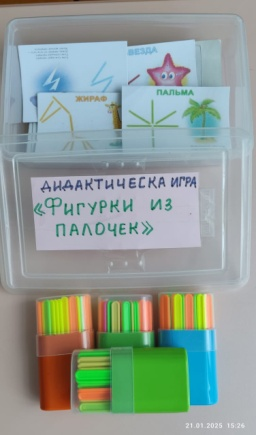 ВЕЗДА
ЖИРАФ
ПАЛЬМА
ДИДАКТИЧЕСКА ИГРА
«ФИГУРКИ ИЗ
ПАЛОЧЕК»
21.01.2025 15:26